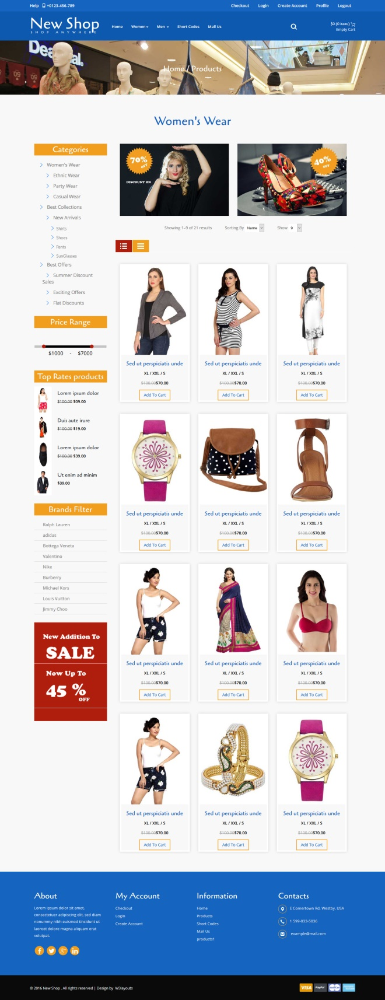 Help +0123-456-789
Checkout Login Create Account Profile Logout
New Shop
SHOP ANYWHERE
Home Women Men Short Codes Mail Us
$0 (0 items)
Empty Cart
Home / Products
Women's Wear
Categories
Women's Wear
Ethnic Wear
Party Wear
Casual Wear
Best Collections
New Arrivals
Shirts
Shoes
Pants
SunGlasses
Best Offers
Summer Discount
Sales
Exciting Offers
Flat Discounts
Price Range
$1000 - $7000
Top Rates products
Lorem ipsum dolor
$100.00 $09.00
Duis aute irure
$100.00 $19.00
Lorem ipsum dolor
$100.00 $39.00
Ut enim ad minim
$39.00
Brands Filter
Ralph Lauren
adidas
Bottega Veneta
Valentino
Nike
Burberry
Michael Kors
Louis Vuitton
Jimmy Choo
New Addition To
SALE
Now Up To
45 %
OFF
70%
OFF
DISCOUNT ON
40%
OFF
Showing 1–9 of 21 results Sorting By Name Show 9
Sed ut perspiciatis unde Sed ut perspiciatis unde Sed ut perspiciatis unde
XL / XXL / S XL / XXL / S XL / XXL / S
$100.00$70.00 $100.00$70.00 $100.00$70.00
Add To Cart Add To Cart Add To Cart
Sed ut perspiciatis unde Sed ut perspiciatis unde Sed ut perspiciatis unde
XL / XXL / S XL / XXL / S XL / XXL / S
$100.00$70.00 $100.00$70.00 $100.00$70.00
Add To Cart Add To Cart Add To Cart
Sed ut perspiciatis unde Sed ut perspiciatis unde Sed ut perspiciatis unde
XL / XXL / S XL / XXL / S XL / XXL / S
$100.00$70.00 $100.00$70.00 $100.00$70.00
Add To Cart Add To Cart Add To Cart
Sed ut perspiciatis unde Sed ut perspiciatis unde Sed ut perspiciatis unde
XL / XXL / S XL / XXL / S XL / XXL / S
$100.00$70.00 $100.00$70.00 $100.00$70.00
Add To Cart Add To Cart Add To Cart
About
Lorem ipsum dolor sit amet,
consectetuer adipiscing elit, sed diam
nonummy nibh euismod tincidunt ut
laoreet dolore magna aliquam erat
volutpat.
My Account
Checkout
Login
Create Account
Information
Home
Products
Short Codes
Mail Us
products1
Contacts
E Comertown Rd, Westby, USA
1 599-033-5036
example@mail.com
© 2016 New Shop . All rights reserved | Design by W3layouts
VISA PayPal